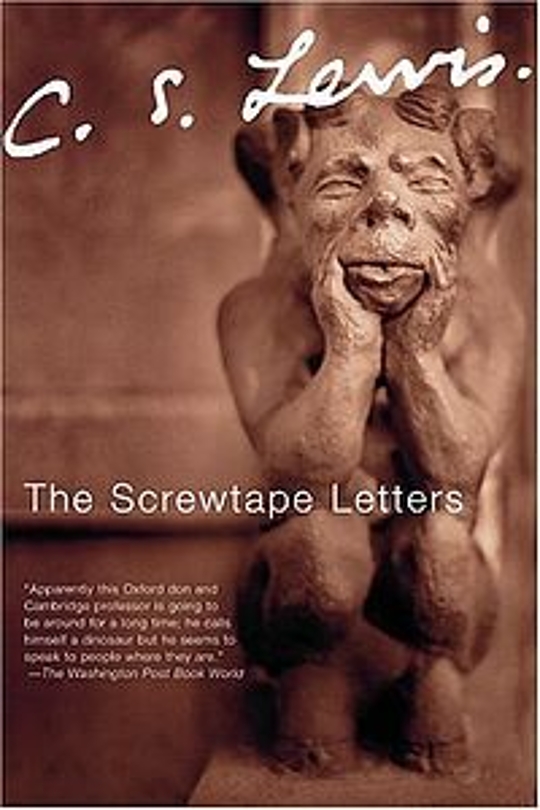 C. S. Lewis.
The Screwtape Letters
"Apparently this Oxford don and
Cambridge professor is going to
be around for a long time; he calls
himself a dinosaur but he seems to
speak to people where they are."
—The Washington Post Book World